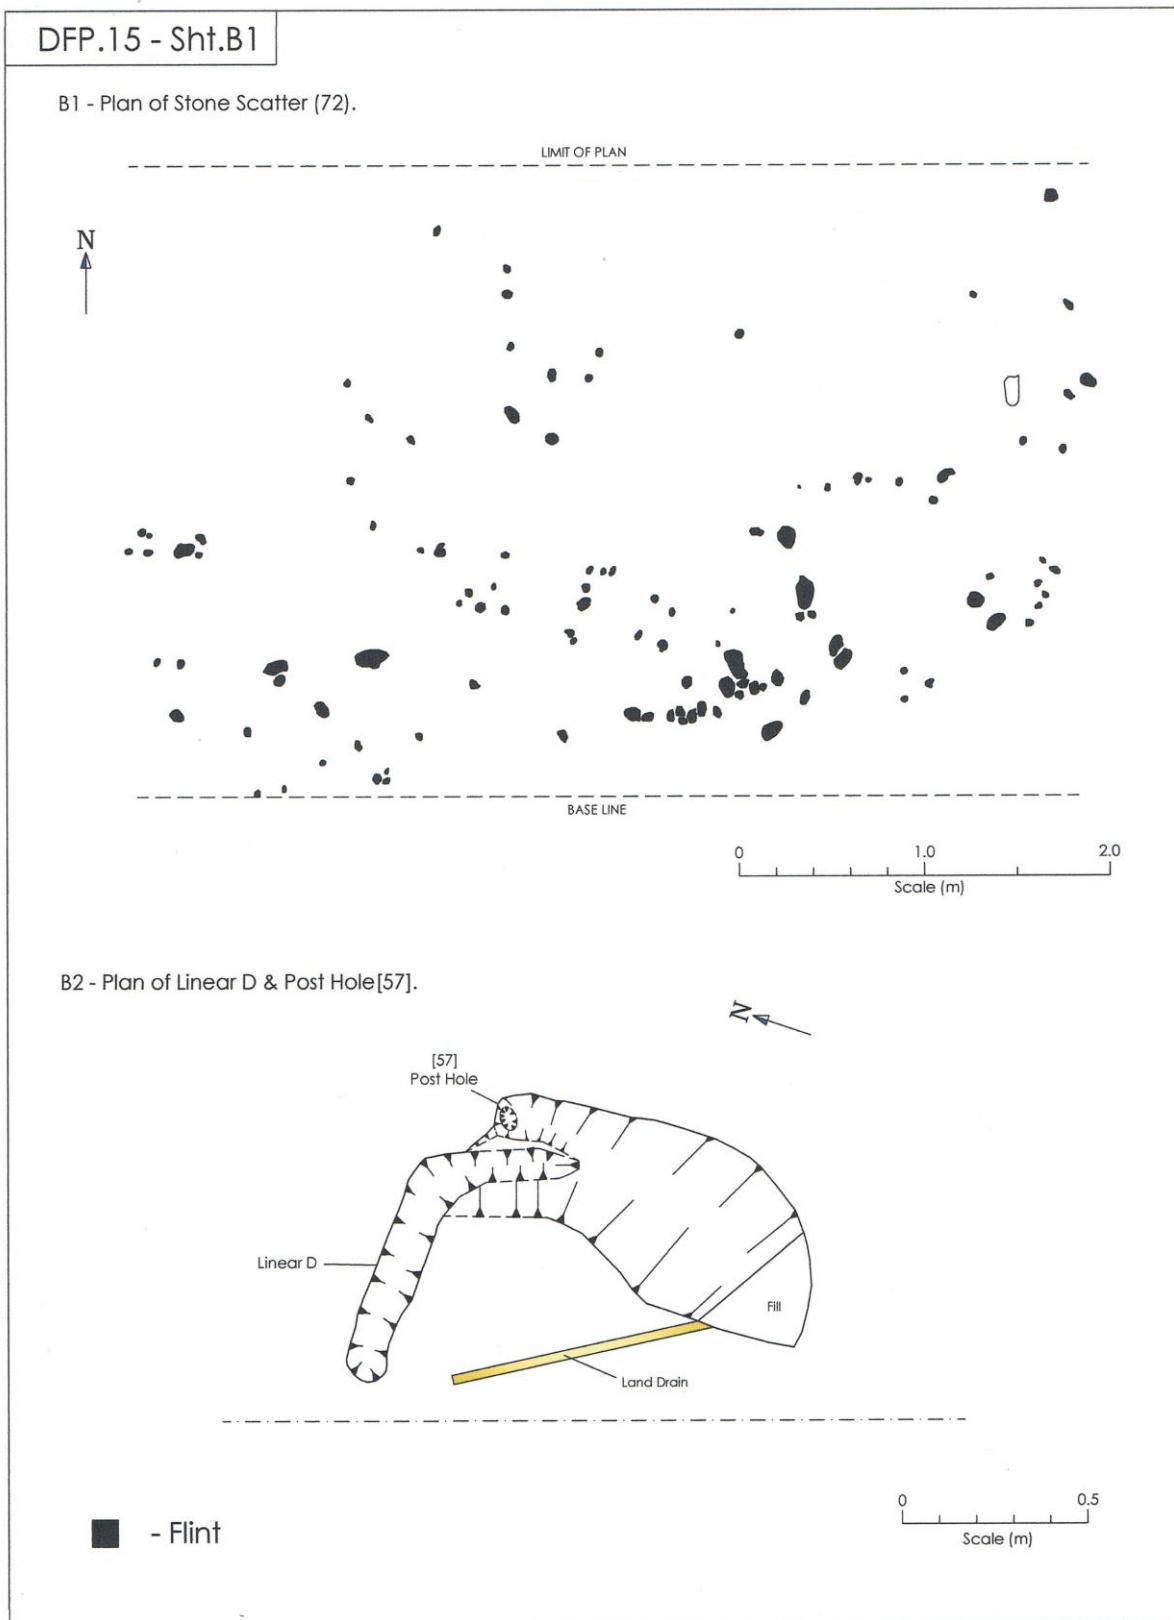 DFP.15 - Sht.B1
B1 - Plan of Stone Scatter (72).
LIMIT OF PLAN
N
BASE LINE
0 1.0 2.0
Scale (m)
B2 - Plan of Linear D & Post Hole[57].
N
[57]
Post Hole
Linear D
Fill
Land Drain
0 0.5
Scale (m)
- Flint